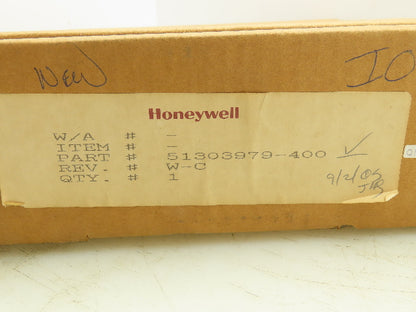 NEW
IO
Honeywell
W/A # -
ITEM # -
PART # 51303979-400
REV. # W-C
QTY. # 1